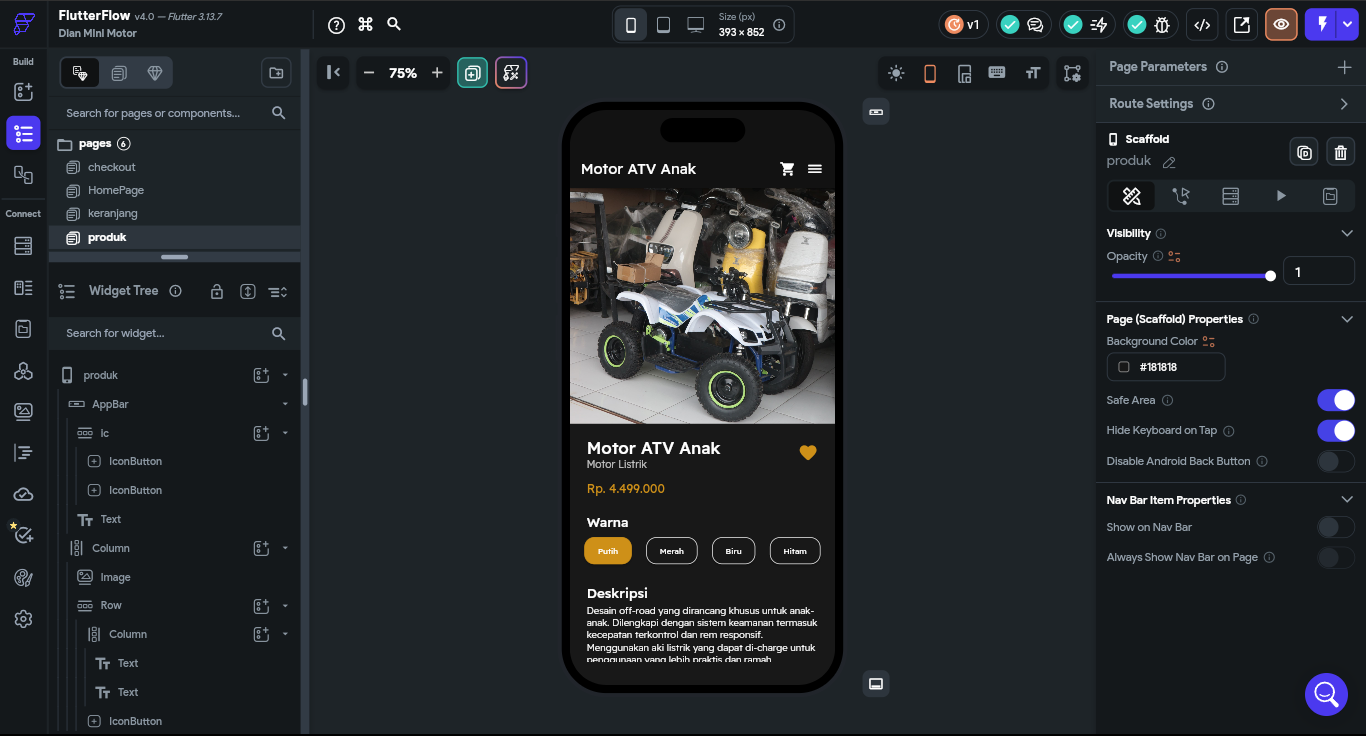 FlutterFlow v4.0 — Flutter 3.13.7
Dian Mini Motor
Size (px)
393 × 852
v1
Build
Connect
Search for pages or components...
pages 6
checkout
HomePage
keranjang
produk
Widget Tree
Search for widget...
produk
AppBar
ic
IconButton
IconButton
Text
Column
Image
Row
Column
Text
Text
IconButton
75%
Motor ATV Anak
Motor ATV Anak
Motor Listrik
Rp. 4.499.000
Warna
Putih Merah Biru Hitam
Deskripsi
Desain off-road yang dirancang khusus untuk anak-
anak. Dilengkapi dengan sistem keamanan termasuk
kecepatan terkontrol dan rem responsif.
Menggunakan aki listrik yang dapat di-charge untuk
penggunaan yang lebih praktis dan ramah
Page Parameters
Route Settings
Scaffold
produk
Visibility
Opacity
1
Page (Scaffold) Properties
Background Color
#181818
Safe Area
Hide Keyboard on Tap
Disable Android Back Button
Nav Bar Item Properties
Show on Nav Bar
Always Show Nav Bar on Page